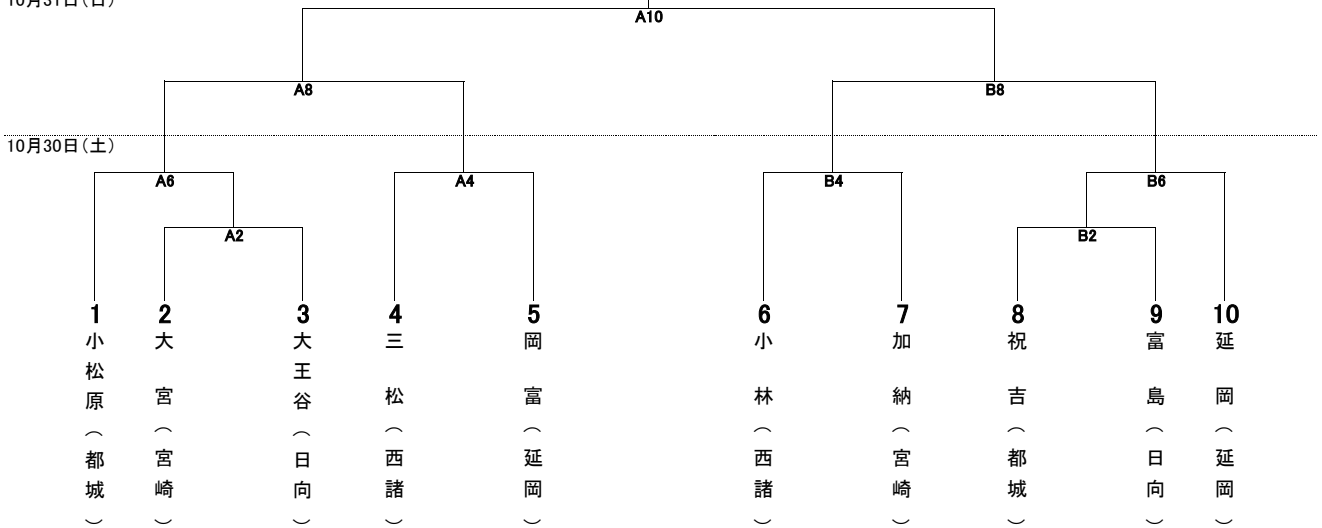 10月31日(日)
A10
A8
B8
10月30日(土)
A6
A4
B4
B6
A2
B2
1
2
3
4
5
6
7
8
9
10
小松原(都城)
大宮(宮崎)
大王谷(日向)
三松(西諸)
岡富(延岡)
小林(西諸)
加納(宮崎)
祝吉(都城)
富島(日向)
延岡(延岡)